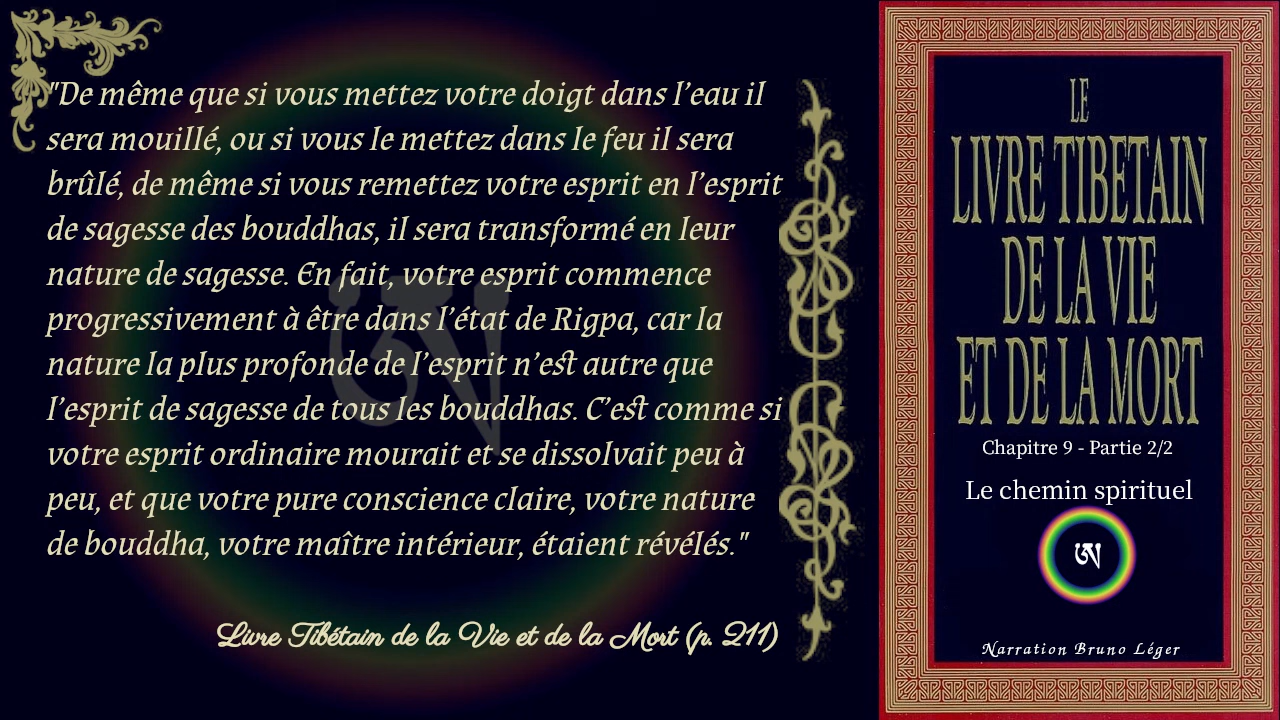 "De même que si vous mettez votre doigt dans l'eau il
sera mouillé, ou si vous le mettez dans le feu il sera
brûlé, de même si vous remettez votre esprit en l'esprit
de sagesse des bouddhas, il sera transformé en leur
nature de sagesse. En fait, votre esprit commence
progressivement à être dans l'état de Rigpa, car la
nature la plus profonde de l'esprit n'est autre que
l'esprit de sagesse de tous les bouddhas. C'est comme si
votre esprit ordinaire mourait et se dissolvait peu à
peu, et que votre pure conscience claire, votre nature
de bouddha, votre maître intérieur, étaient révélés."
Livre Tibétain de la Vie et de la Mort (p. 211)
LE
LIVRE TIBETAIN
DE LA VIE
ET DE LA MORT
Chapitre 9 - Partie 2/2
Le chemin spirituel
ཨ
Narration Bruno Léger